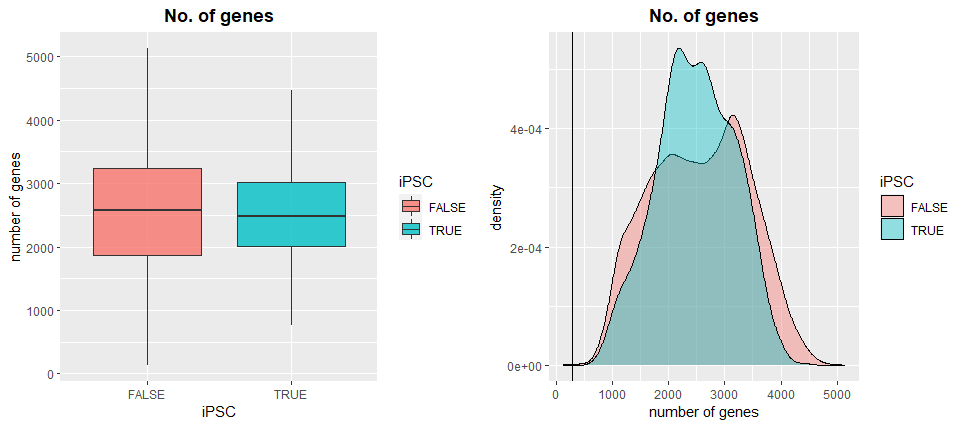 No. of genes
number of genes
5000
4000
3000
2000
1000
0
FALSE
TRUE
iPSC
iPSC
FALSE
TRUE
No. of genes
density
4e-04
2e-04
0e+00
0
1000
2000
3000
4000
5000
number of genes
iPSC
FALSE
TRUE